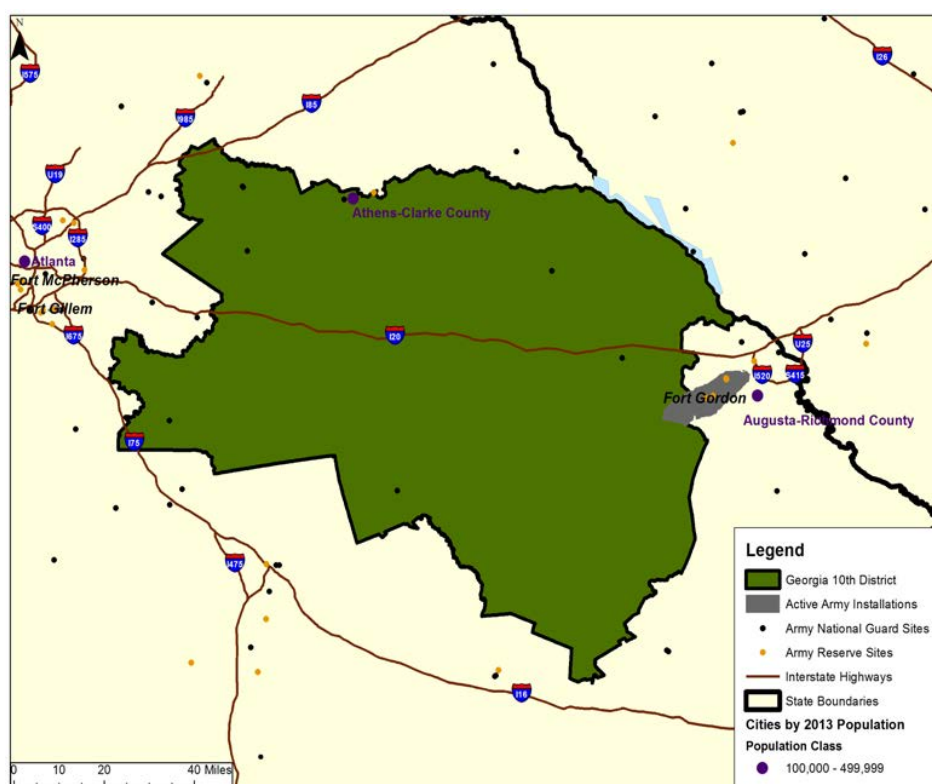 N
I575
I26
I85
I985
U19
S400
I285
Athens-Clarke County
Atlanta
Fort McPherson
Fort Gillem
I675
I20
U25
I520
S415
Fort Gordon
Augusta-Richmond County
I75
I475
I16
Legend
Georgia 10th District
Active Army Installations
Army National Guard Sites
Army Reserve Sites
Interstate Highways
State Boundaries
Cities by 2013 Population
Population Class
100,000 - 499,999
0 10 20 40 Miles